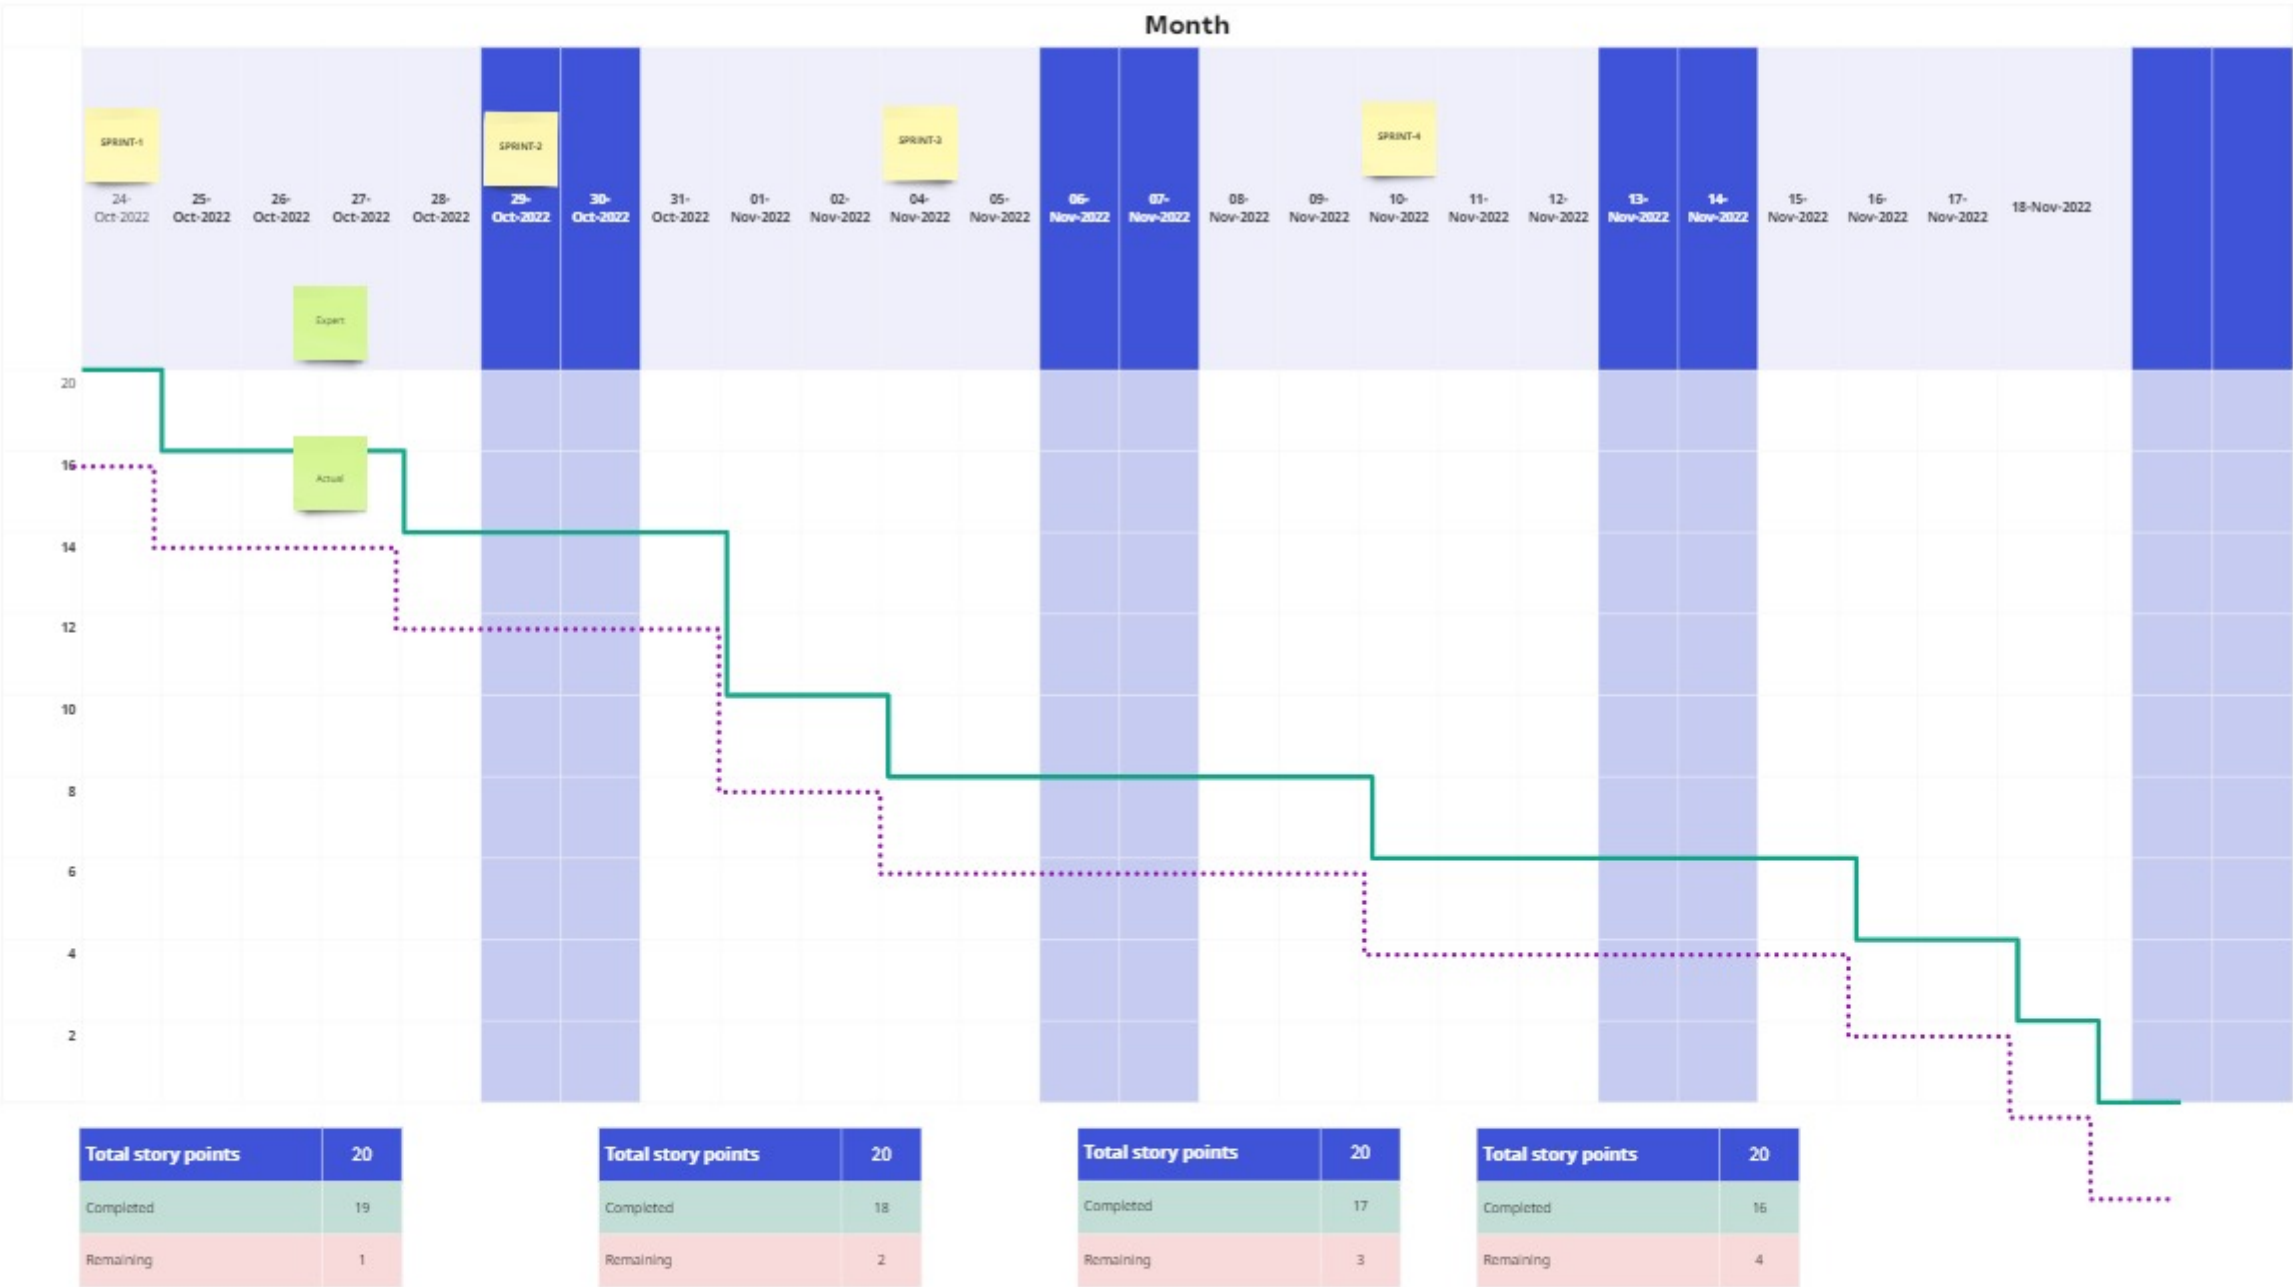 Month
SPRINT-1
SPRINT-2
SPRINT-3
SPRINT-4
24-
Oct-2022
25-
Oct-2022
26-
Oct-2022
27-
Oct-2022
28-
Oct-2022
29-
Oct-2022
30-
Oct-2022
31-
Oct-2022
01-
Nov-2022
02-
Nov-2022
04-
Nov-2022
05-
Nov-2022
06-
Nov-2022
07-
Nov-2022
08-
Nov-2022
09-
Nov-2022
10-
Nov-2022
11-
Nov-2022
12-
Nov-2022
13-
Nov-2022
14-
Nov-2022
15-
Nov-2022
16-
Nov-2022
17-
Nov-2022
18-Nov-2022
Expert
20
Actual
16
14
12
10
8
6
4
2
Total story points 20
Completed 19
Remaining 1
Total story points 20
Completed 18
Remaining 2
Total story points 20
Completed 17
Remaining 3
Total story points 20
Completed 16
Remaining 4